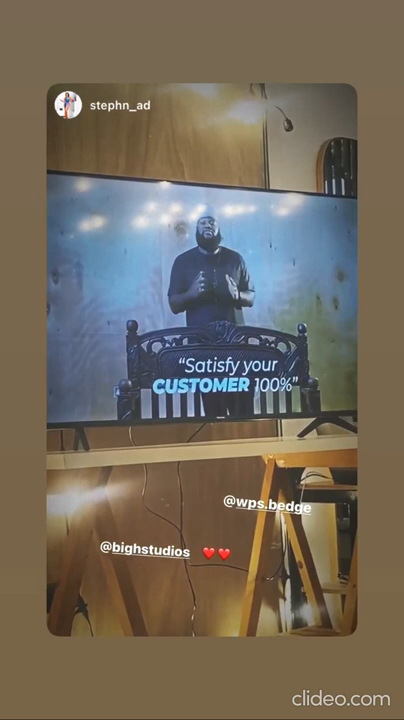 stephn_ad
“Satisfy your
CUSTOMER 100%”
@wps.bedge
@bighstudios ❤️❤️
clideo.com